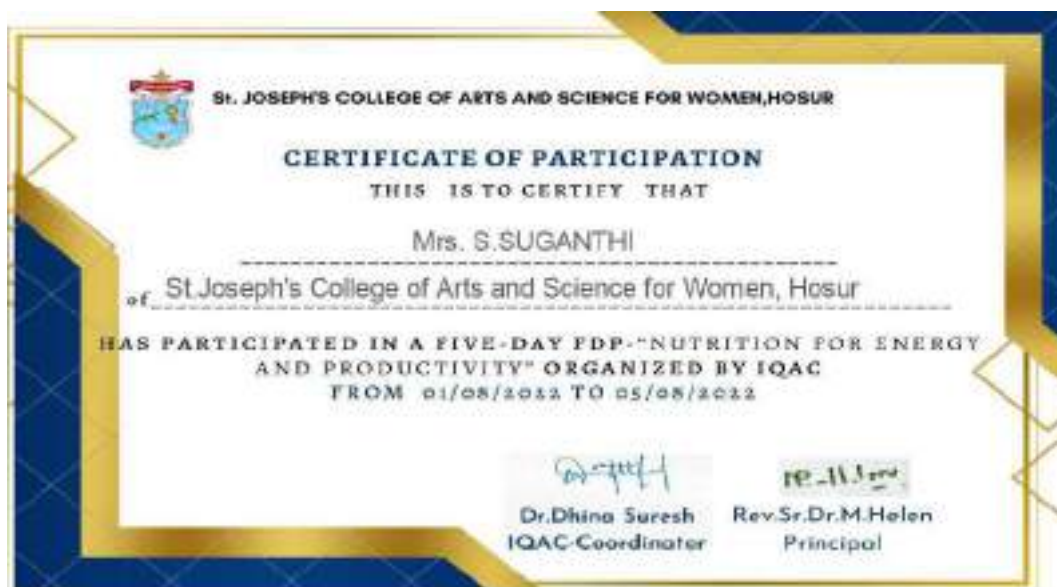 St. JOSEPH'S COLLEGE OF ARTS AND SCIENCE FOR WOMEN,HOSUR
CERTIFICATE OF PARTICIPATION
THIS IS TO CERTIFY THAT
Mrs. S.SUGANTHI
of St.Joseph's College of Arts and Science for Women, Hosur
HAS PARTICIPATED IN A FIVE-DAY FDP-"NUTRITION FOR ENERGY
AND PRODUCTIVITY" ORGANIZED BY IQAC
FROM 01/08/2022 TO 05/08/2022
Dr.Dhina Suresh Rev.Sr.Dr.M.Helen
IQAC-Coordinator Principal